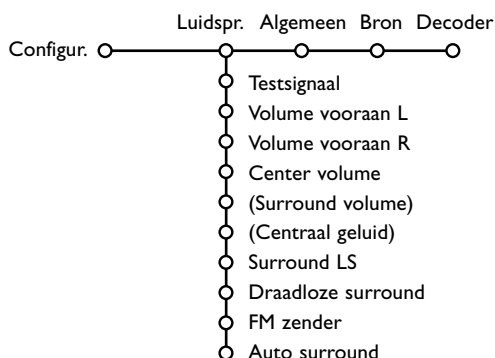 Luidspr. Algemeen Bron Decoder
Configur.
Testsignaal
Volume vooraan L
Volume vooraan R
Center volume
(Surround volume)
(Centraal geluid)
Surround LS
Draadloze surround
FM zender
Auto surround